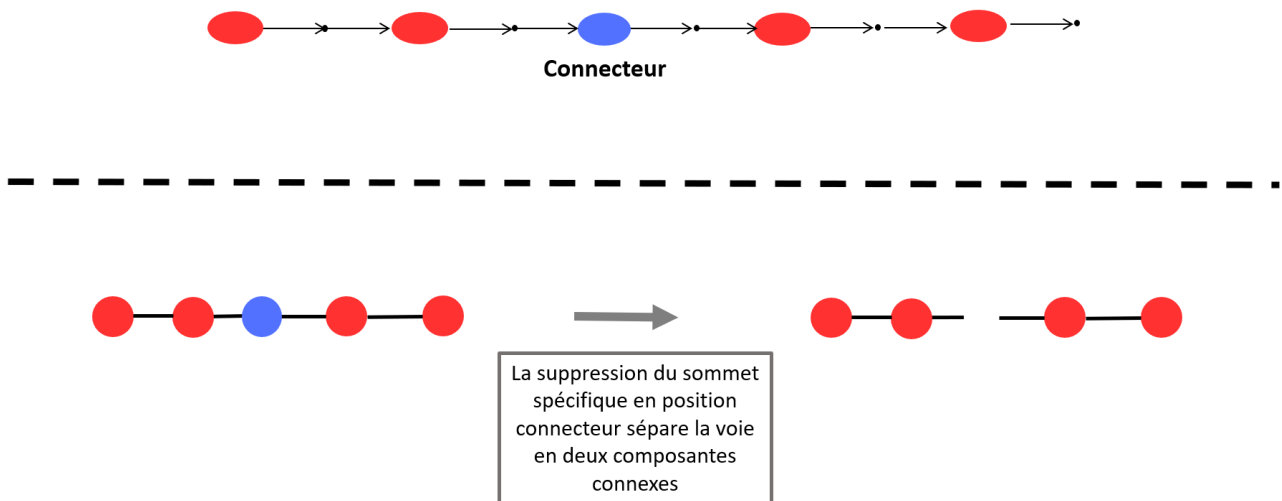 Connecteur
La suppression du sommet
spécifique en position
connecteur sépare la voie
en deux composantes
connexes